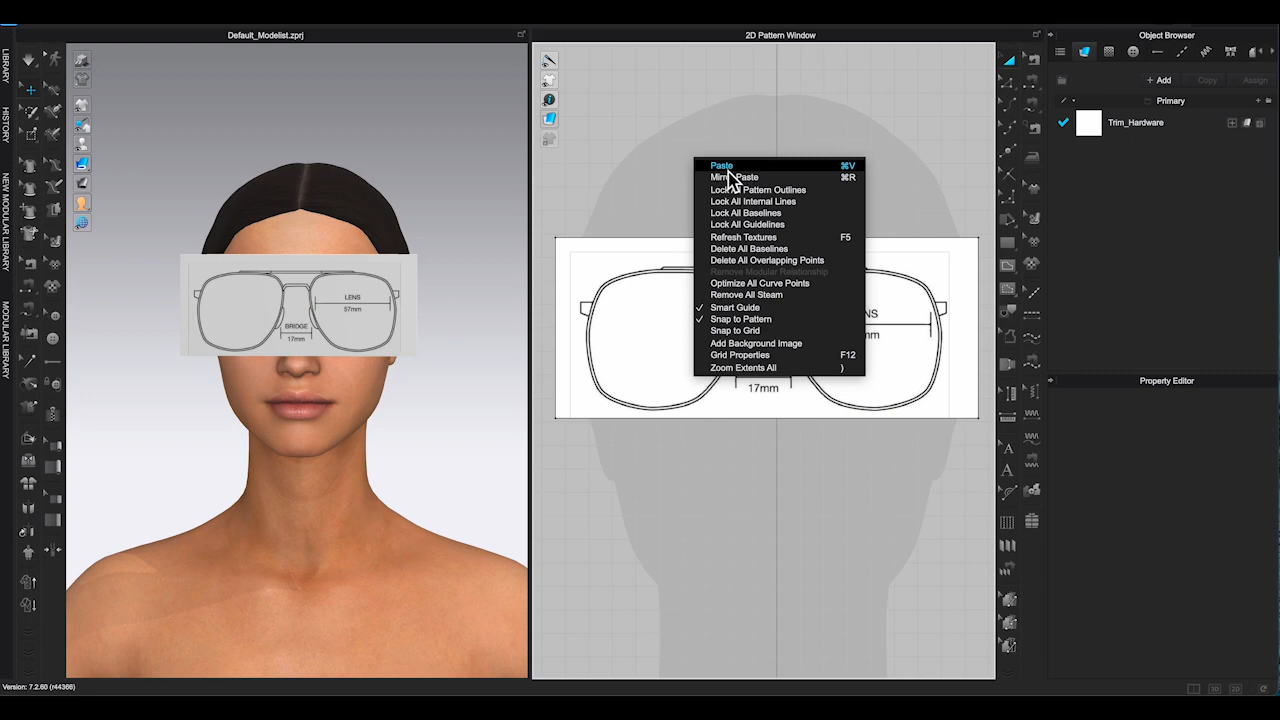 Default_Modelist.zprj
2D Pattern Window
Object Browser
LIBRARY
HISTORY
NEW MODULAR LIBRARY
MODULAR LIBRARY
+ Add
Copy
Assign
Primary
Trim_Hardware
Paste ⌘V
Lock All Pattern Outlines
Lock All Internal Lines
Lock All Baselines
Lock All Guidelines
Refresh Textures F5
Delete All Baselines
Delete All Overlapping Points
Remove Modular Relationship
Optimize All Curve Points
Remove All Steam
Smart Guide
Snap to Pattern
Snap to Grid
Add Background Image
Grid Properties F12
Zoom Extents All )
LENS
57mm
BRIDGE
17mm
17mm
Property Editor
Version: 7.2.60 (r44366)
3D
2D